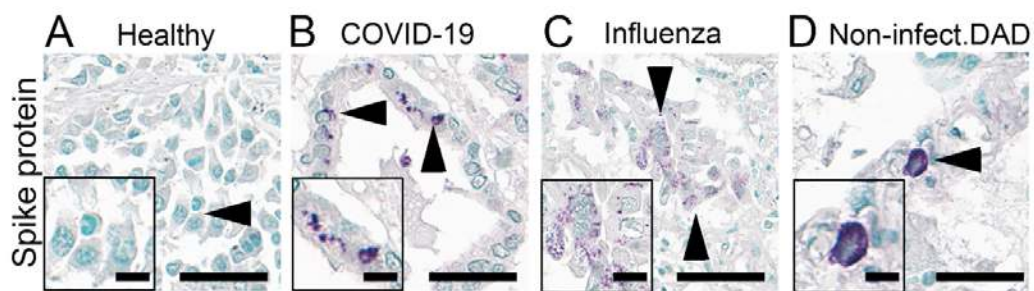 A Healthy
B COVID-19
C Influenza
D Non-infect.DAD
Spike protein